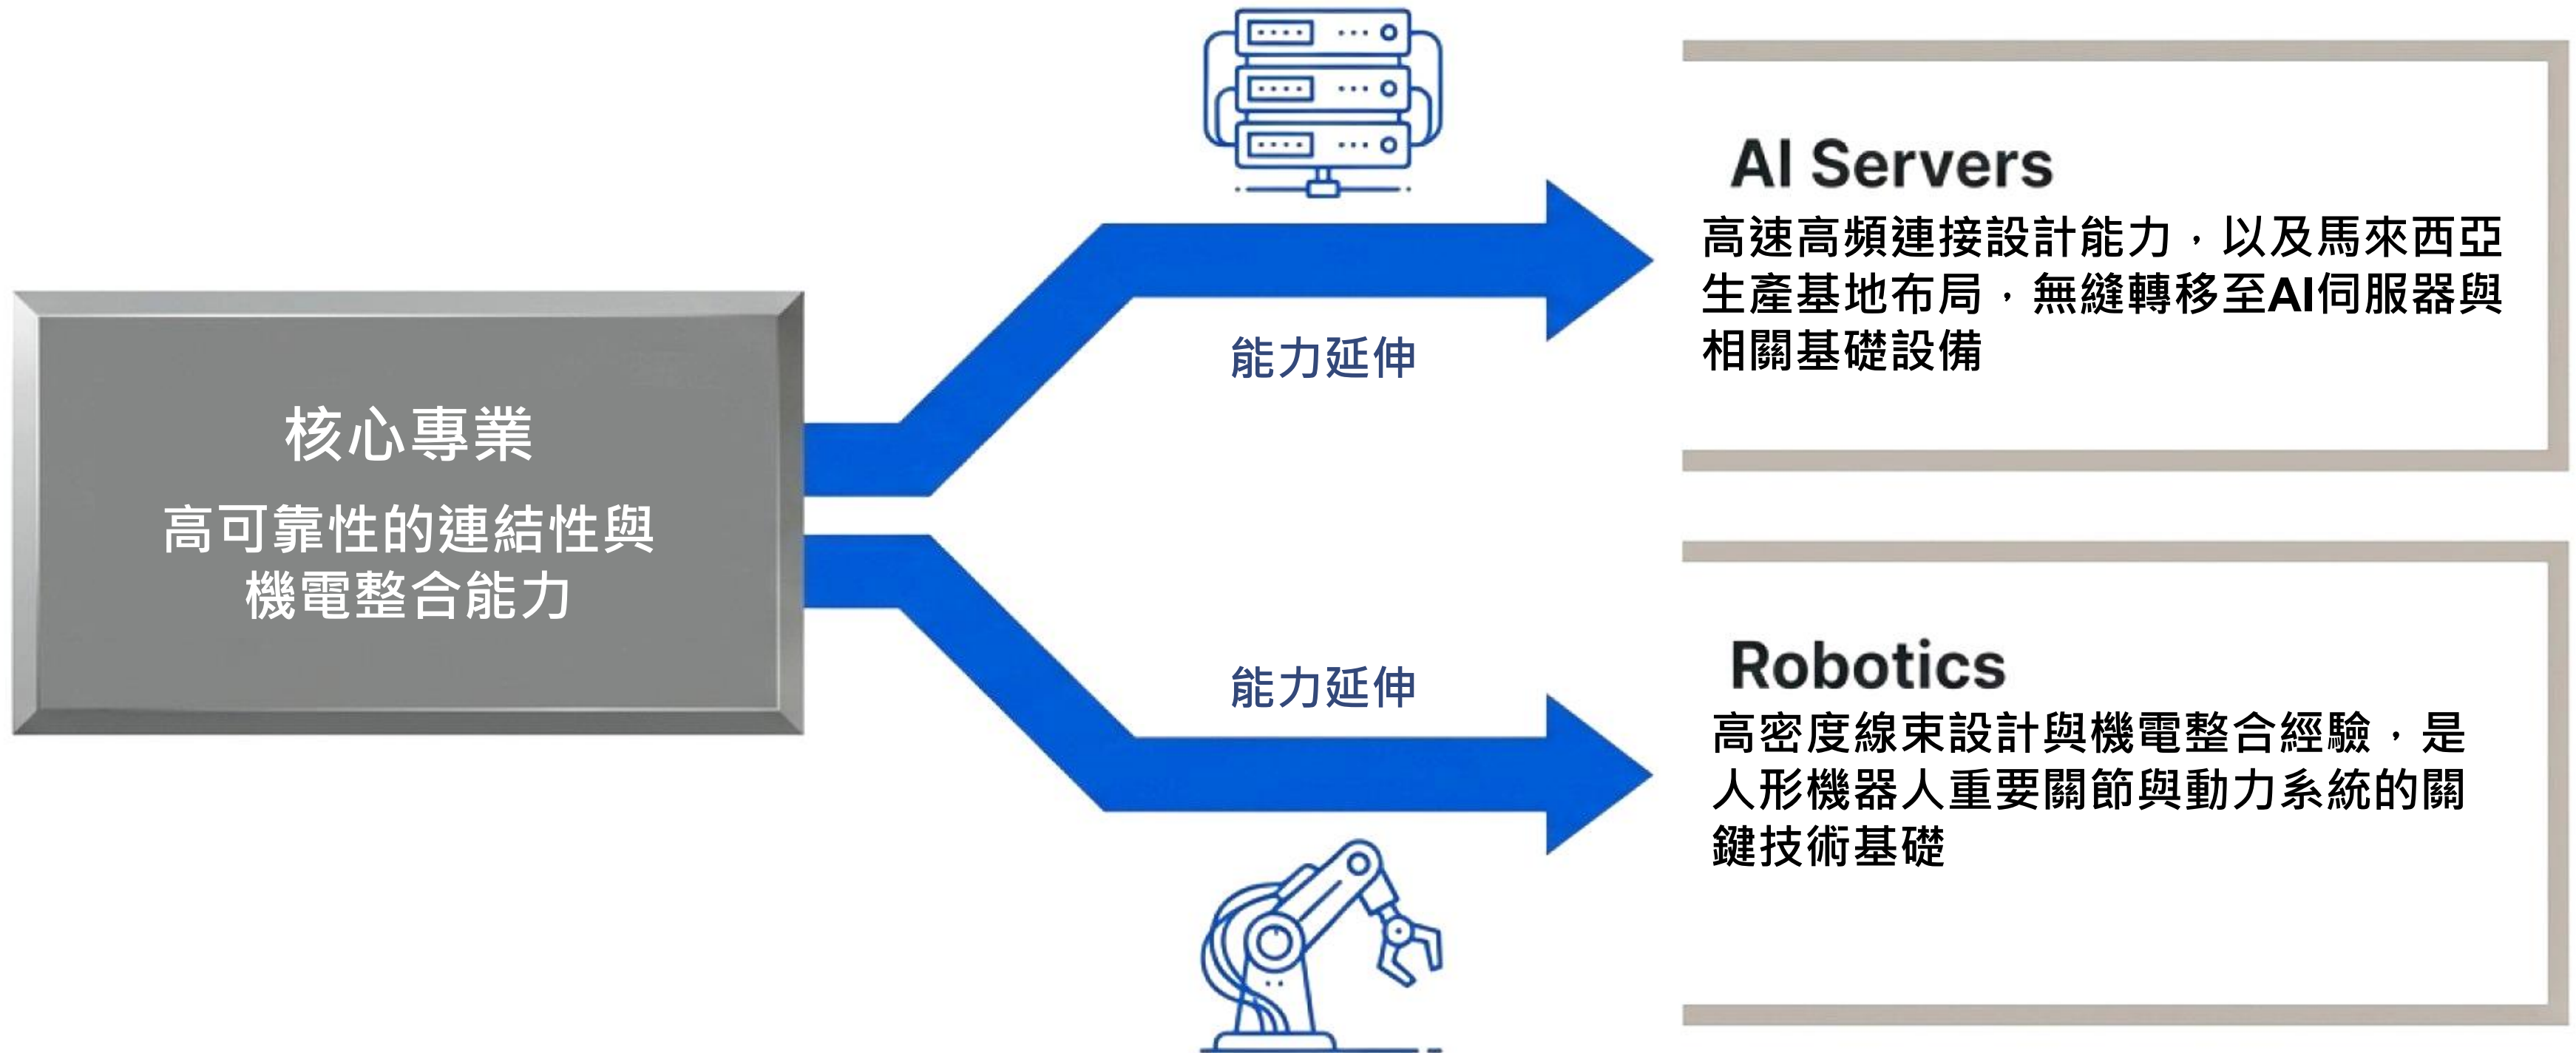 核心專業
高可靠性的連結性與
機電整合能力
能力延伸
AI Servers
高速高頻連接設計能力，以及馬來西亞
生產基地布局，無縫轉移至AI伺服器與
相關基礎設備
能力延伸
Robotics
高密度線束設計與機電整合經驗，是
人形機器人重要關節與動力系統的關
鍵技術基礎